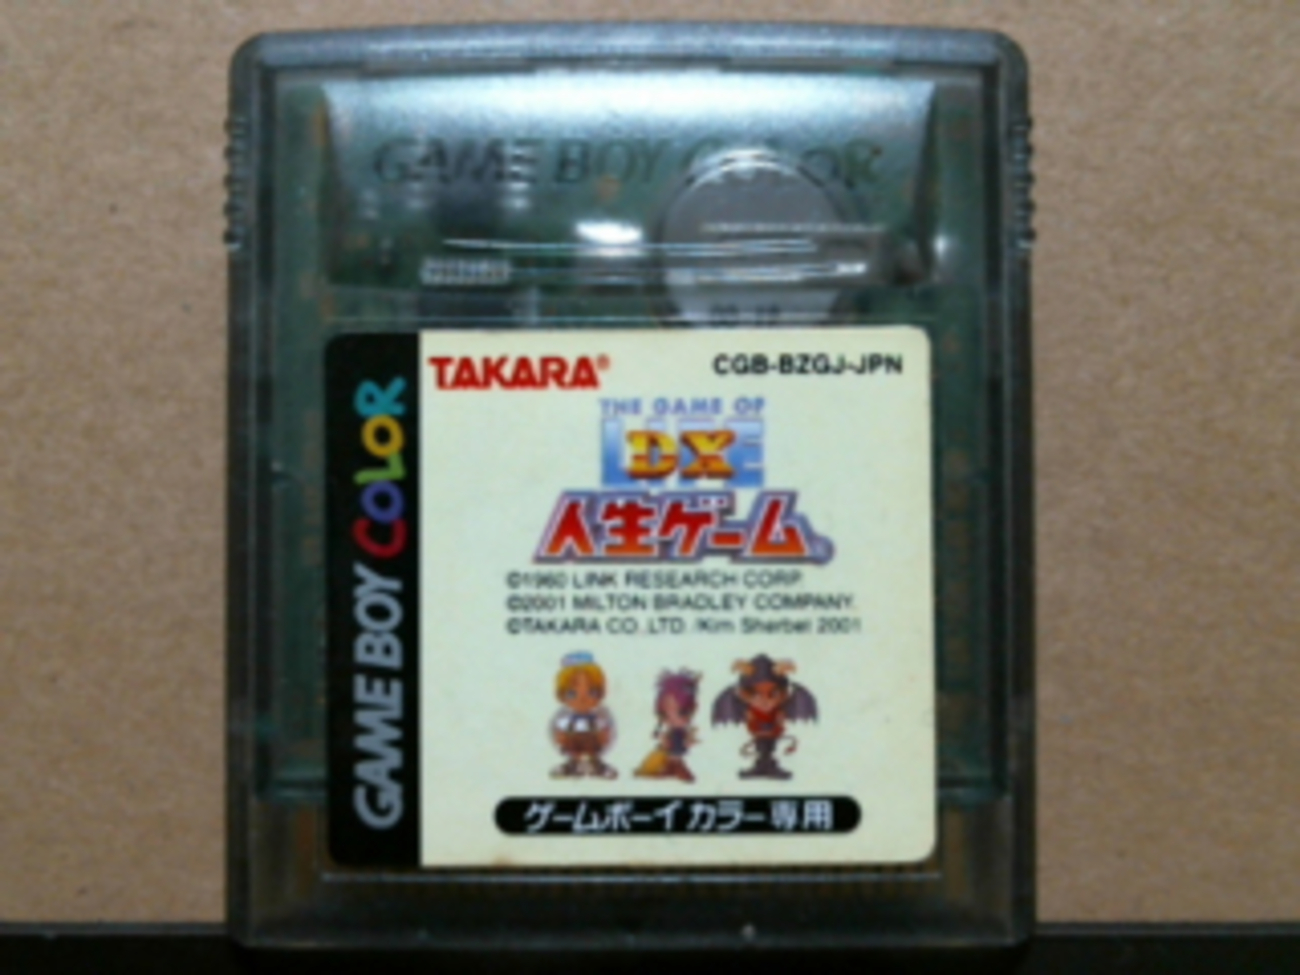 GAME BOY COLOR
TAKARA®
CGB-BZGJ-JPN
THE GAME OF
LIFE
DX
人生ゲーム®
©1960 LINK RESEARCH CORP.
©2001 MILTON BRADLEY COMPANY.
©TAKARA CO.,LTD./Kim Sherbel 2001
ゲームボーイカラー専用
GAME BOY COLOR